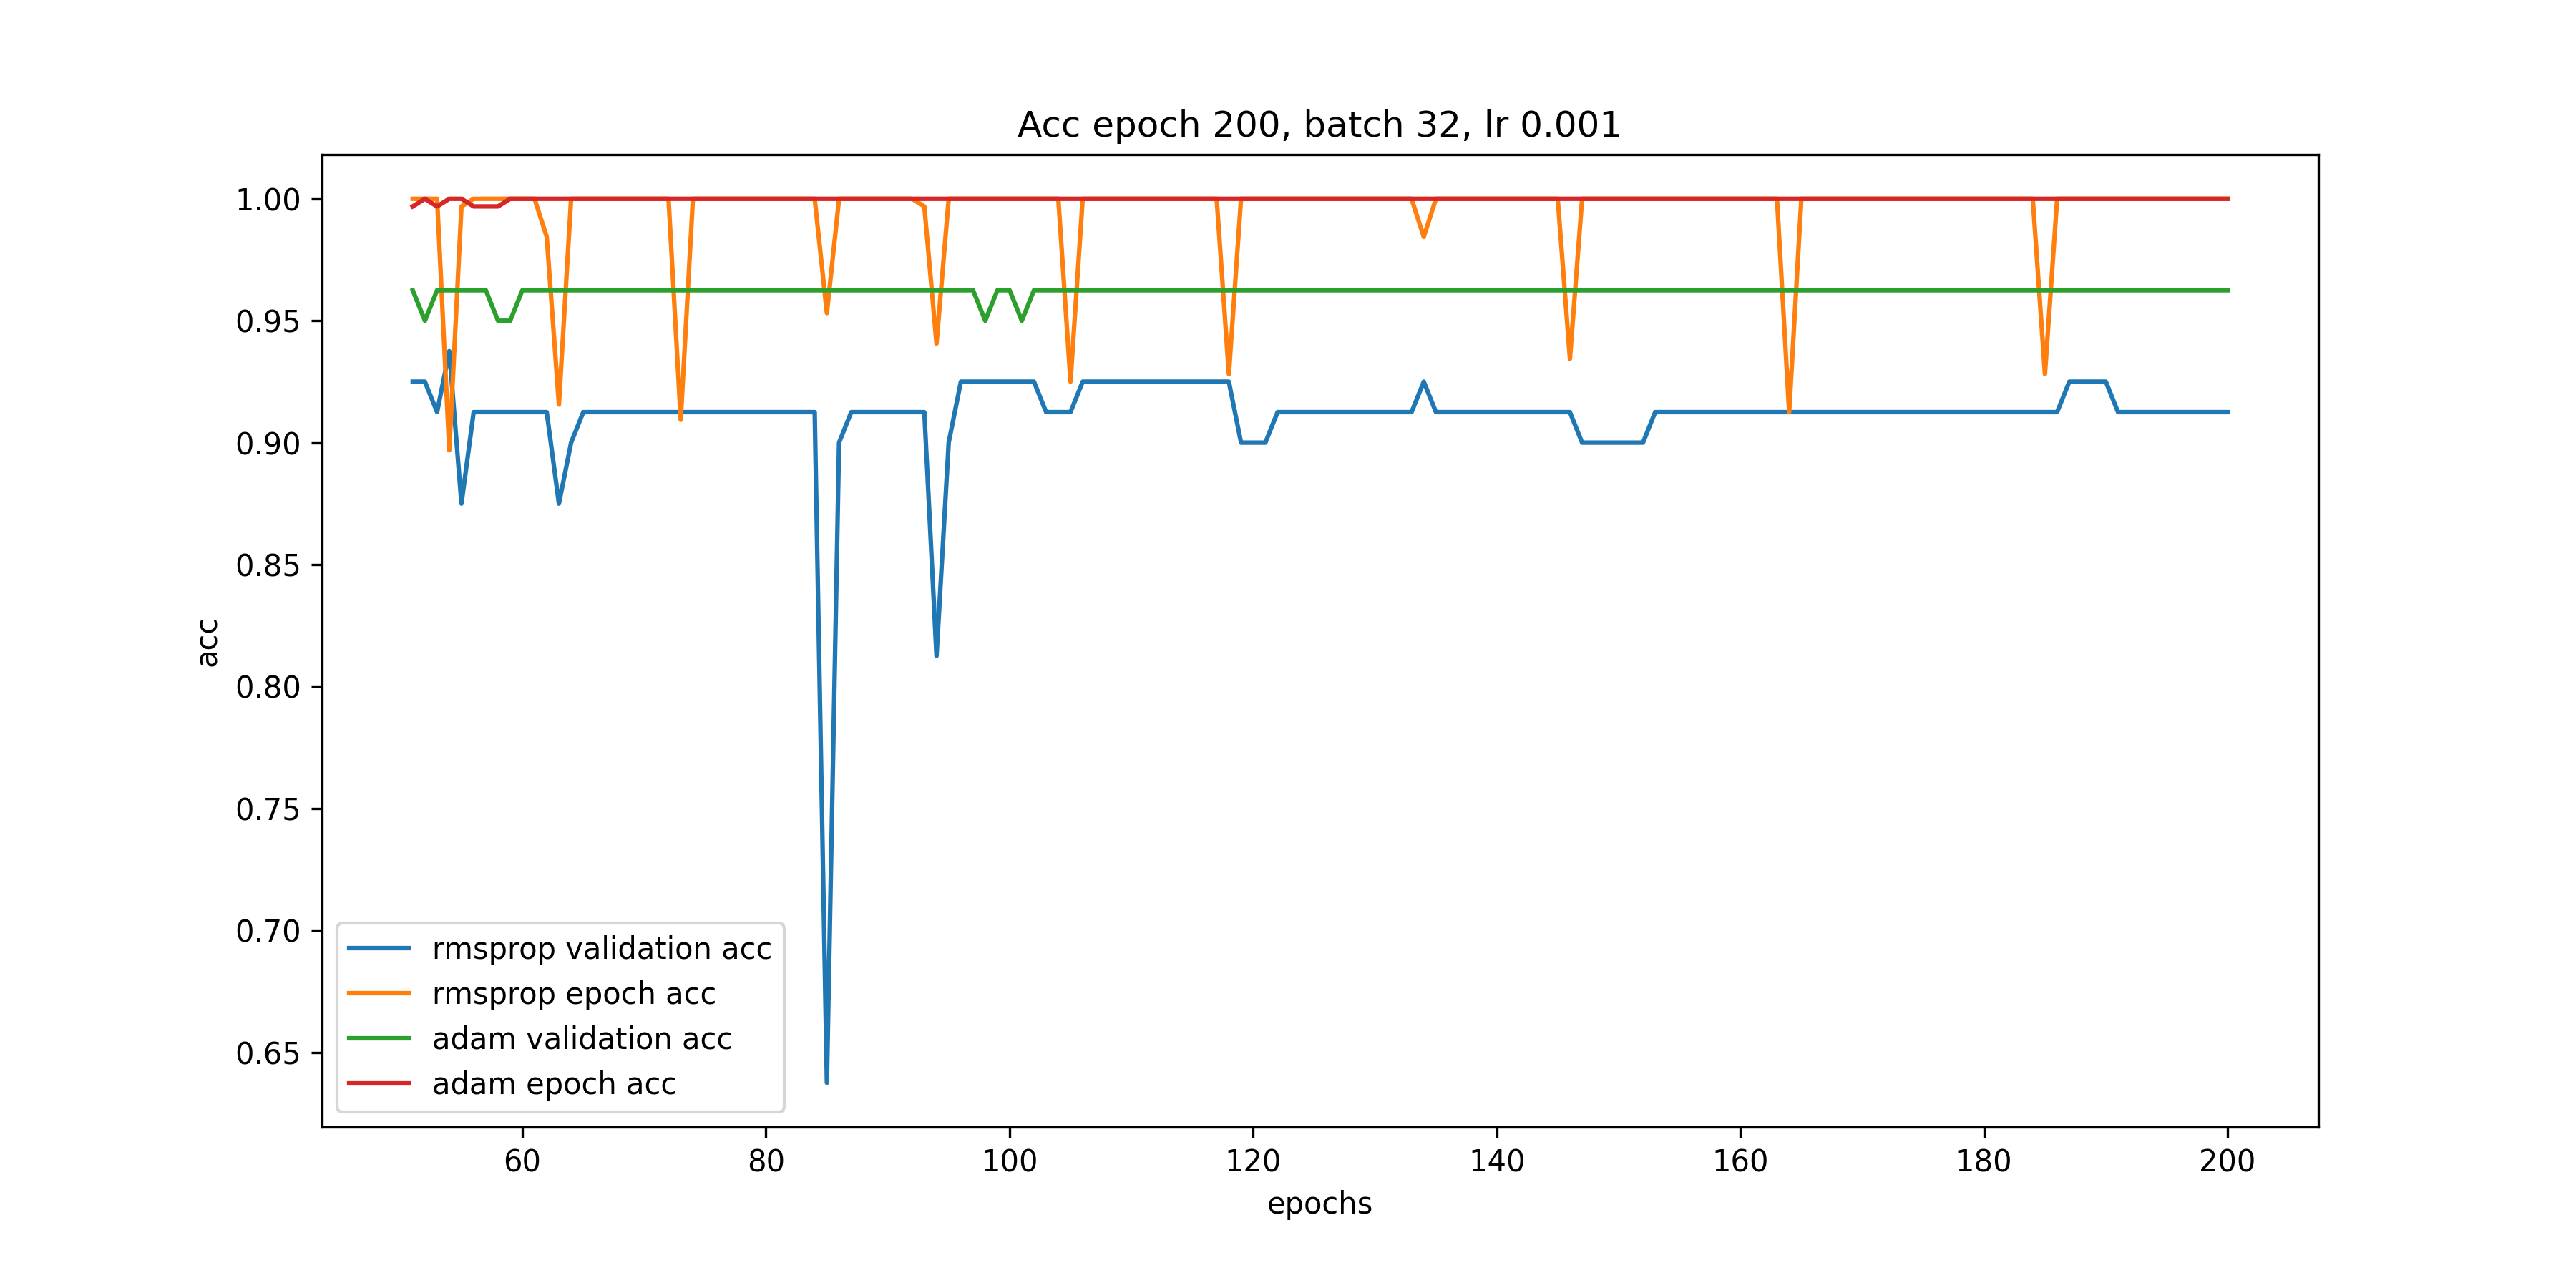 Acc epoch 200, batch 32, lr 0.001
1.00
0.95
0.90
0.85
0.80
0.75
0.70
0.65
acc
rmsprop validation acc
rmsprop epoch acc
adam validation acc
adam epoch acc
60 80 100 120 140 160 180 200
epochs